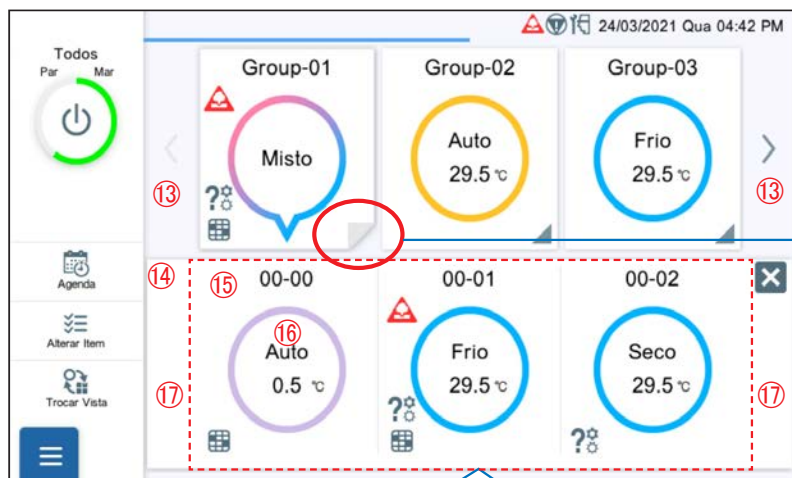 24/03/2021 Qua 04:42 PM
Todos
Par Mar
Group-01
Group-02
Group-03
Misto
Auto
29.5 ℃
Frio
29.5 ℃
⑬
⑬
Agenda
Alterar Item
Trocar Vista
⑭
⑮
00-00
00-01
00-02
⑯
Auto
0.5 ℃
Frio
29.5 ℃
Seco
29.5 ℃
⑰
⑰